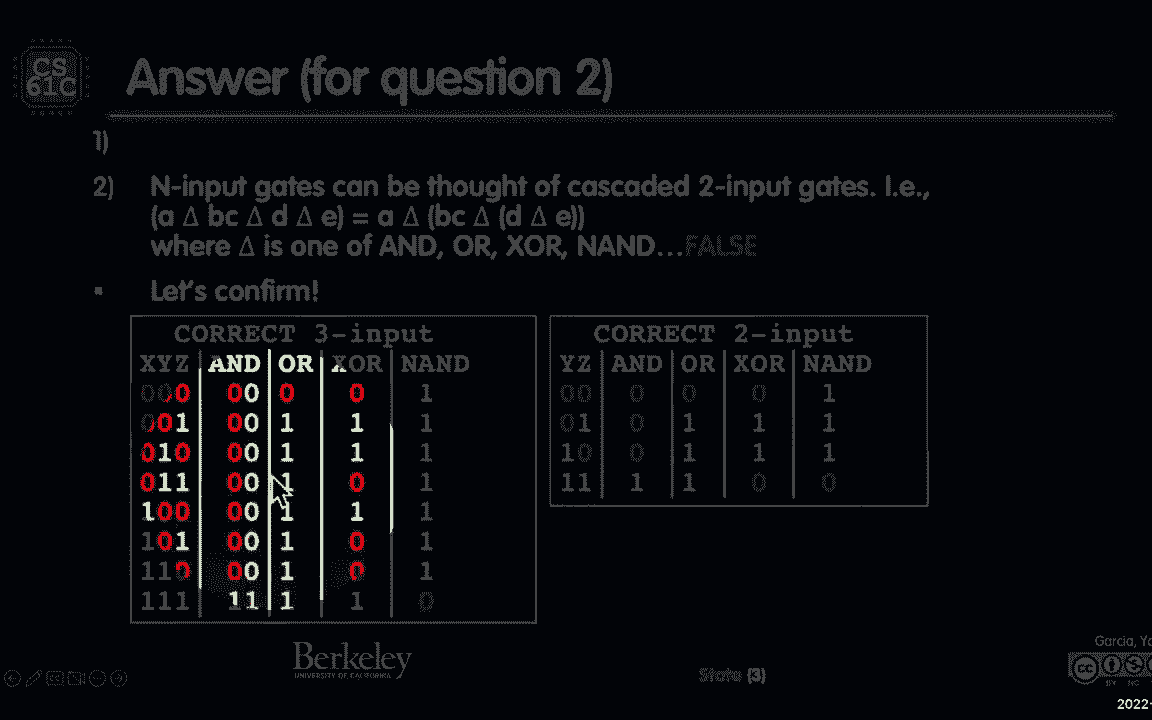 CS
61C
Answer (for question 2)
1)
2) N-input gates can be thought of cascaded 2-input gates. I.e.,
(a Δ bc Δ d Δ e) = a Δ (bc Δ (d Δ e))
where Δ is one of AND, OR, XOR, NAND…FALSE
▪ Let's confirm!
CORRECT 3-input
XYZ AND OR XOR NAND
000 00 0 0 1
001 00 1 1 1
010 00 1 1 1
011 00 1 0 1
100 00 1 1 1
101 00 1 0 1
110 00 1 0 1
111 11 1 1 0
CORRECT 2-input
YZ AND OR XOR NAND
00 0 0 0 1
01 0 1 1 1
10 0 1 1 1
11 1 1 0 0
Berkeley
UNIVERSITY OF CALIFORNIA
State (3)
Garcia,
cc
BY NC
2022-